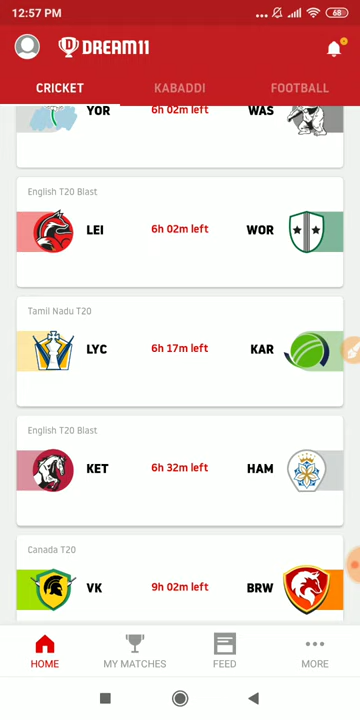 12:57 PM
68
DREAM11
CRICKET KABADDI FOOTBALL
YOR 6h 02m left WAS
English T20 Blast
LEI 6h 02m left WOR
Tamil Nadu T20
LYC 6h 17m left KAR
English T20 Blast
KET 6h 32m left HAM
Canada T20
VK 9h 02m left BRW
HOME MY MATCHES FEED MORE